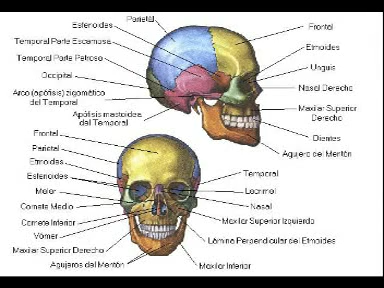 Parietal
Esfenoides
Temporal Parte Escamosa
Temporal Parte Petrosa
Occipital
Arco (apófisis) zigomático
del Temporal
Apófisis mastoides
del Temporal
Frontal
Etmoides
Unguis
Nasal Derecho
Maxilar Superior
Derecho
Dientes
Agujero del Mentón
Frontal
Parietal
Etmoides
Esfenoides
Malar
Cornete Medio
Cornete Inferior
Vómer
Maxilar Superior Derecho
Agujeros del Mentón
Temporal
Lacrimal
Nasal
Maxilar Superior Izquierdo
Lámina Perpendicular del Etmoides
Maxilar Inferior